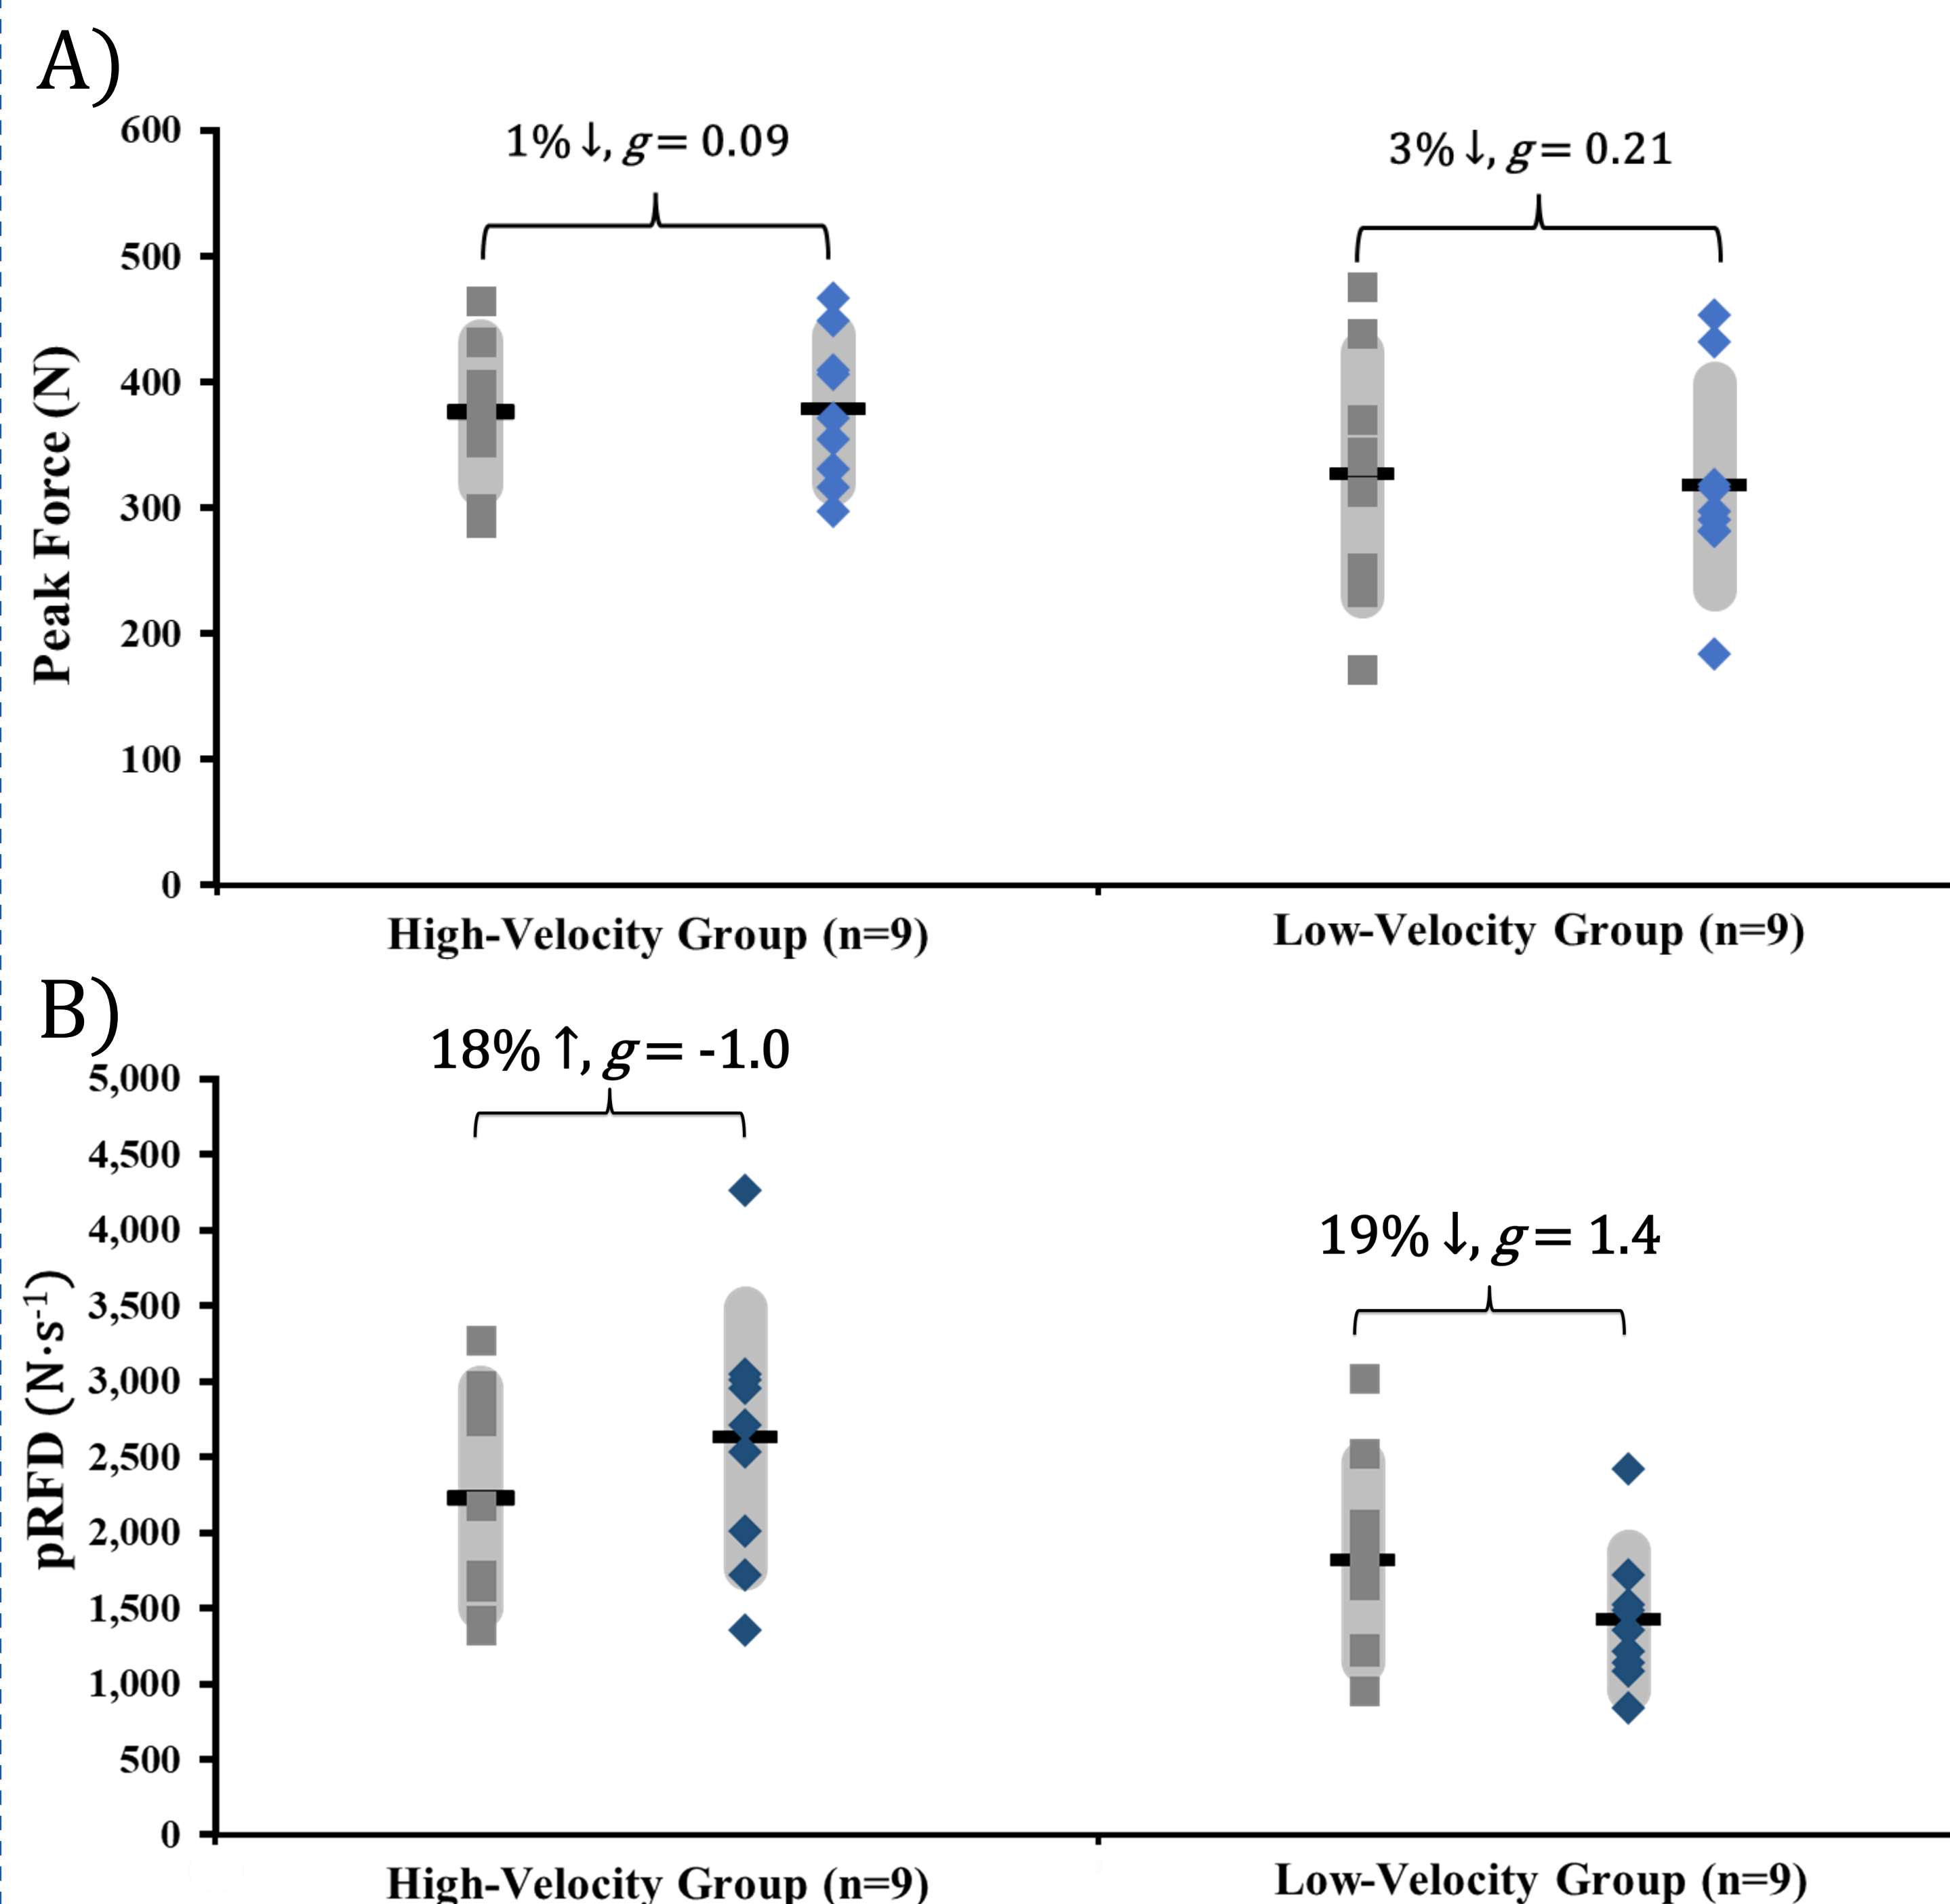 A)
1%↓, g= 0.09
3%↓, g= 0.21
Peak Force (N)
600
500
400
300
200
100
0
High-Velocity Group (n=9)
Low-Velocity Group (n=9)
B)
18%↑, g= -1.0
19%↓, g= 1.4
pRFD (N·s⁻¹)
5,000
4,500
4,000
3,500
3,000
2,500
2,000
1,500
1,000
500
0
High-Velocity Group (n=9)
Low-Velocity Group (n=9)